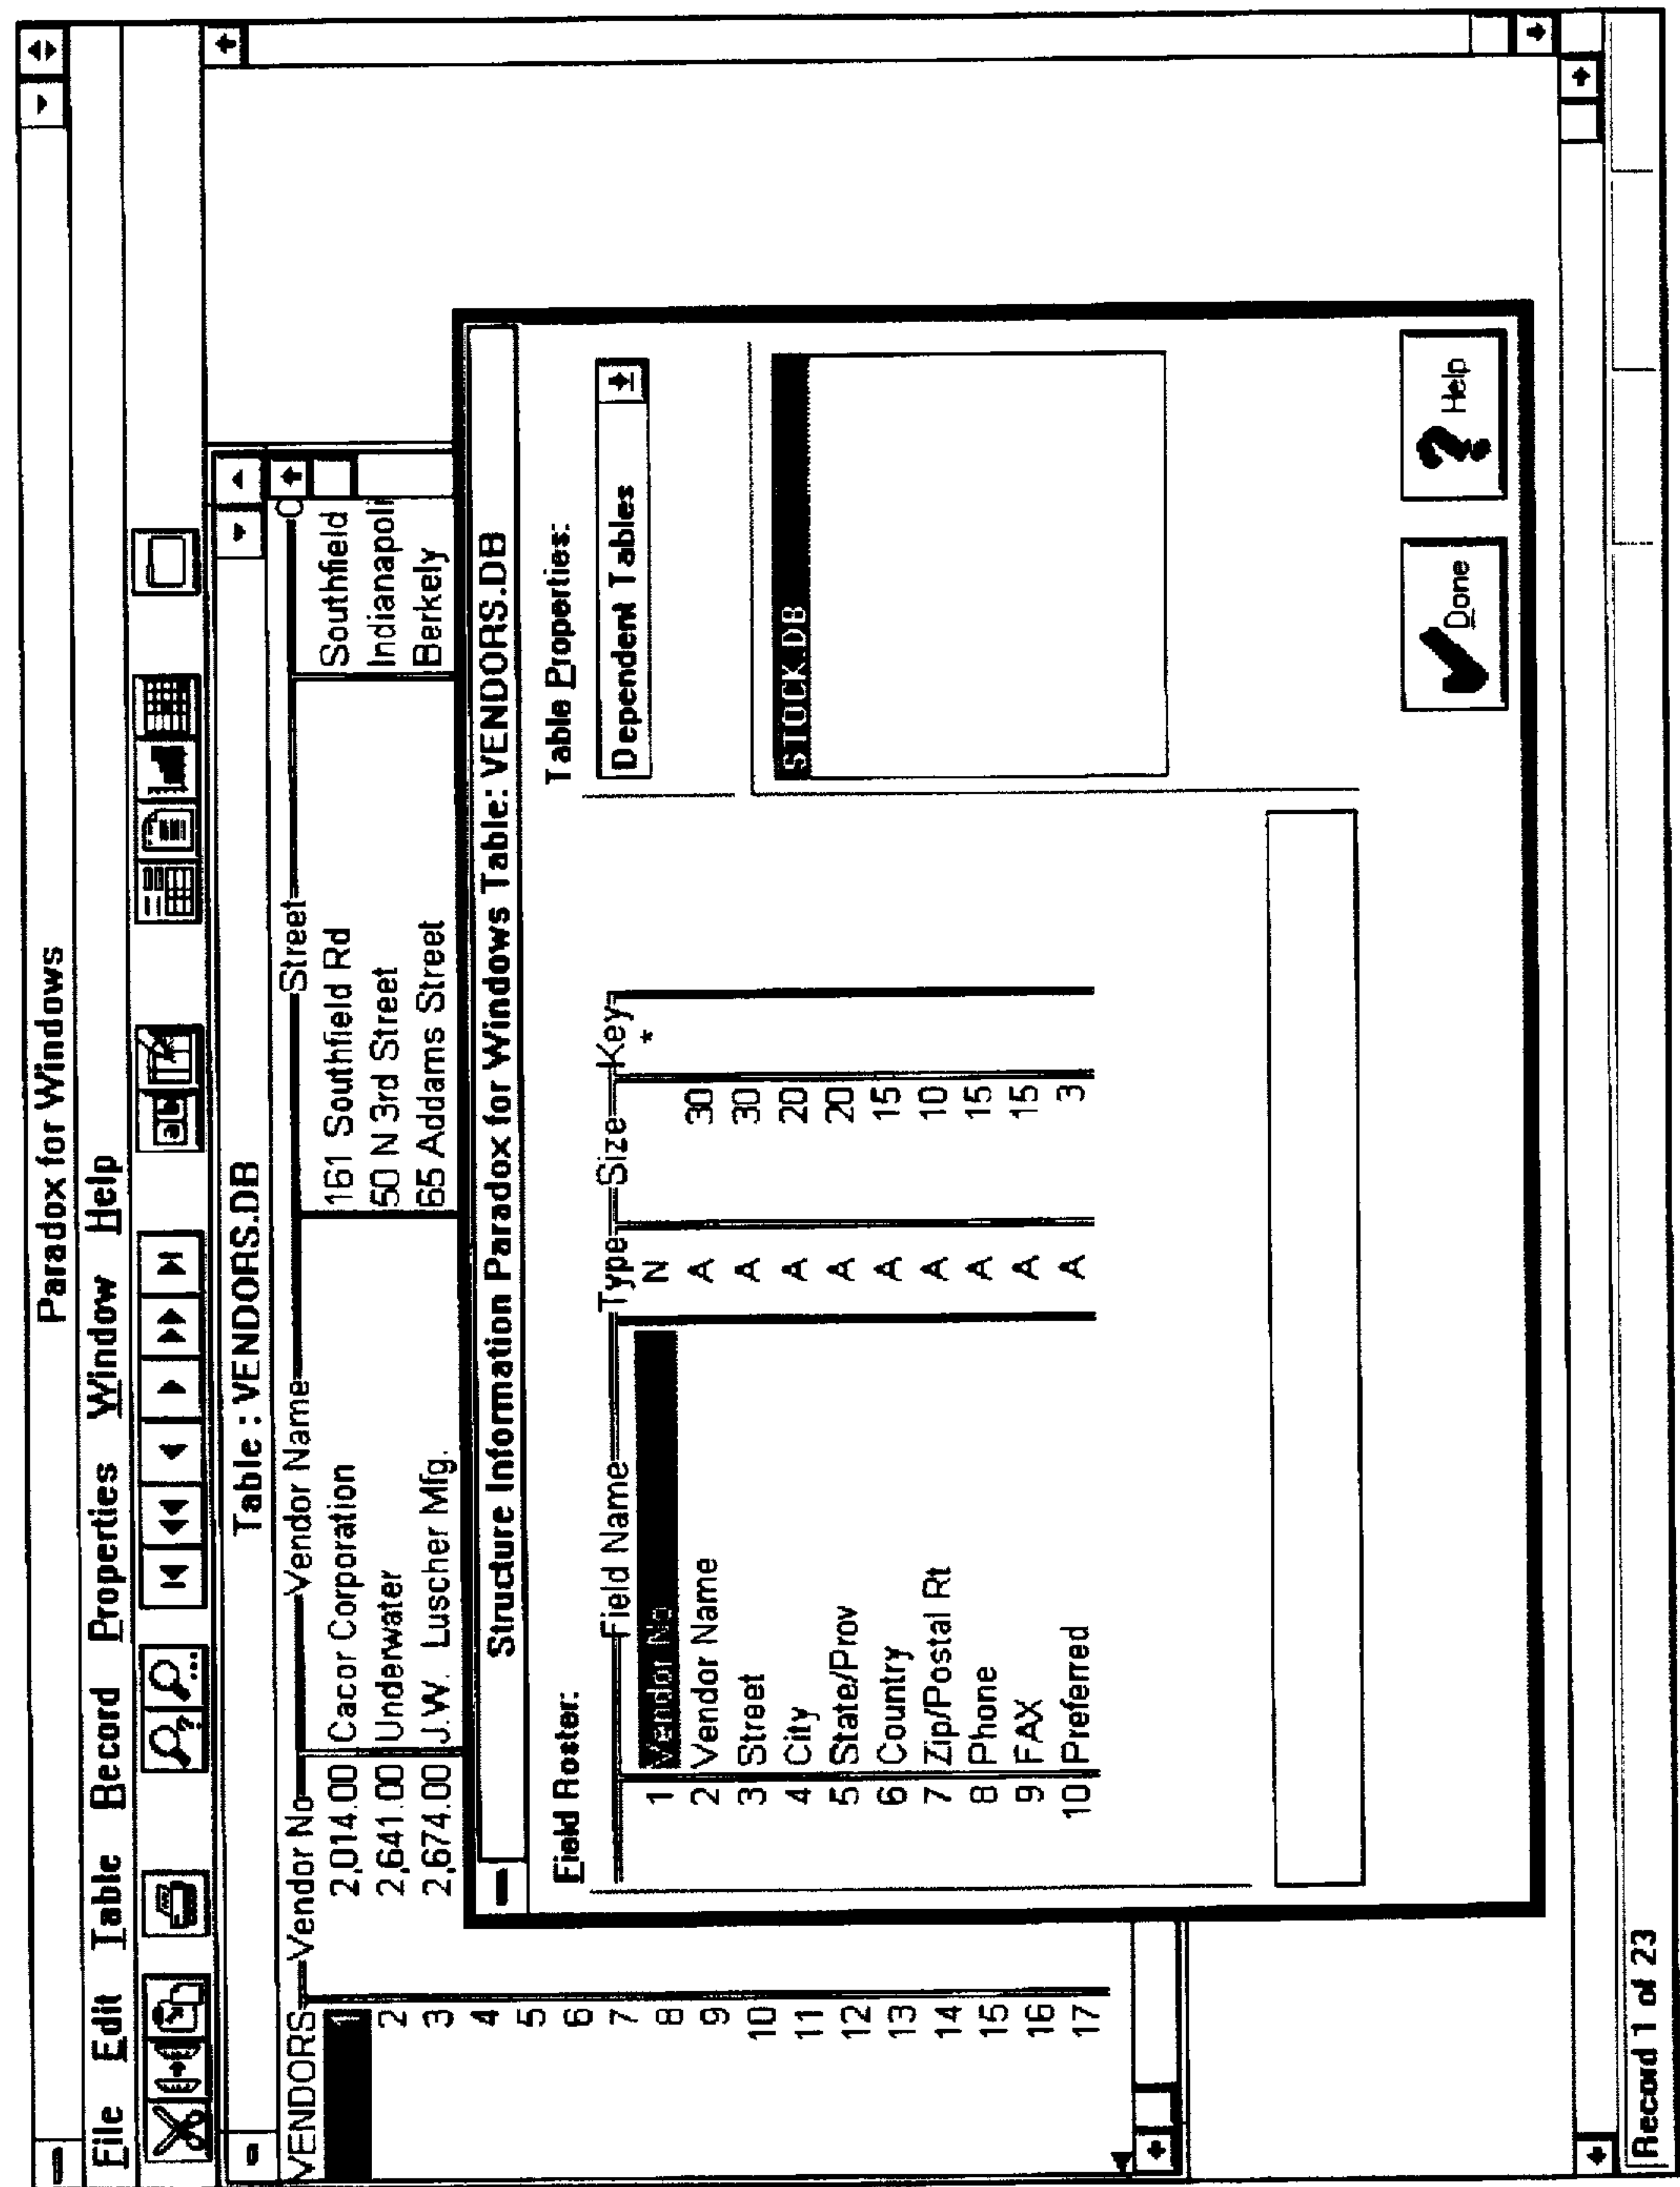 Paradox for Windows
File Edit Table Record Properties Window Help
Table : VENDORS.DB
VENDORS Vendor No Vendor Name Street C
1 2,014.00 Cacor Corporation 161 Southfield Rd Southfield
2 2,641.00 Underwater 50 N 3rd Street Indianapoli
3 2,674.00 J.W. Luscher Mfg. 65 Addams Street Berkely
4
5
6
7
8
9
10
11
12
13
14
15
16
17
Structure Information Paradox for Windows Table: VENDORS.DB
Field Roster:
Field Name Type Size Key
1 Vendor No N *
2 Vendor Name A 30
3 Street A 30
4 City A 20
5 State/Prov A 20
6 Country A 15
7 Zip/Postal Rt A 10
8 Phone A 15
9 FAX A 15
10 Preferred A 3
Table Properties:
Dependent Tables
STOCK.DB
Done
? Help
Record 1 of 23